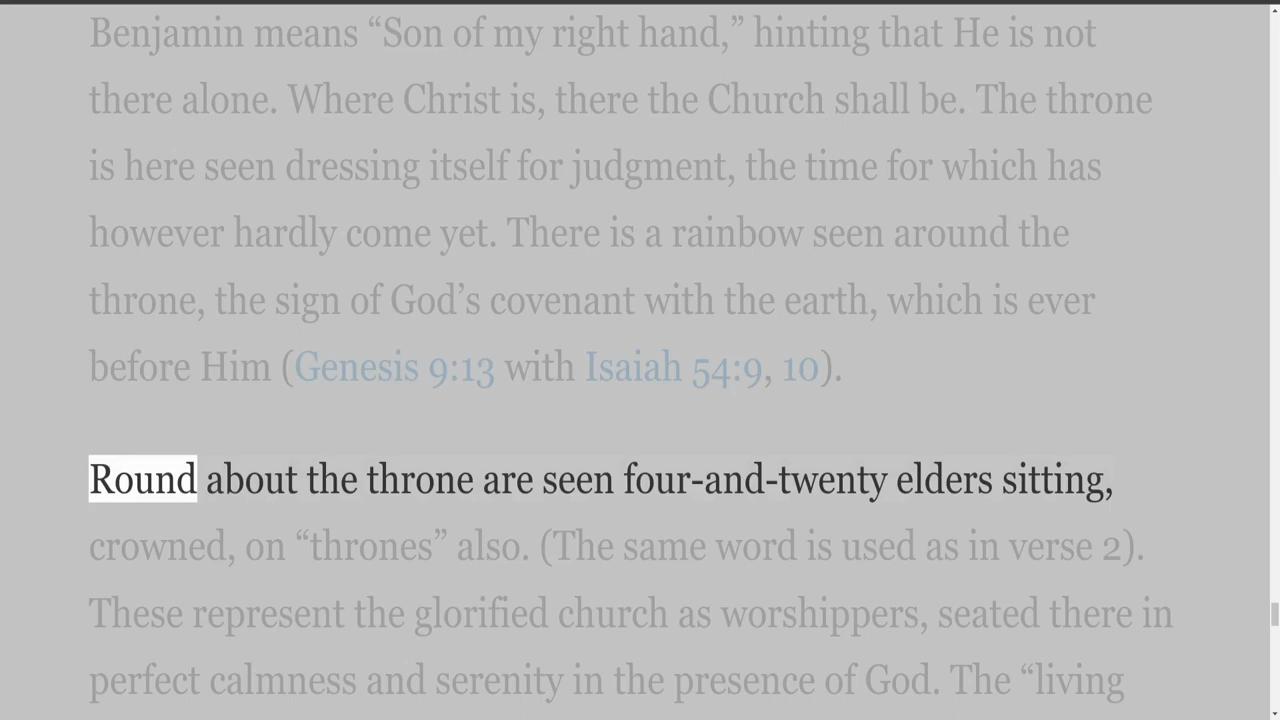 Benjamin means “Son of my right hand,” hinting that He is not
there alone. Where Christ is, there the Church shall be. The throne
is here seen dressing itself for judgment, the time for which has
however hardly come yet. There is a rainbow seen around the
throne, the sign of God’s covenant with the earth, which is ever
before Him (Genesis 9:13 with Isaiah 54:9, 10).
Round about the throne are seen four-and-twenty elders sitting,
crowned, on “thrones” also. (The same word is used as in verse 2).
These represent the glorified church as worshippers, seated there in
perfect calmness and serenity in the presence of God. The “living